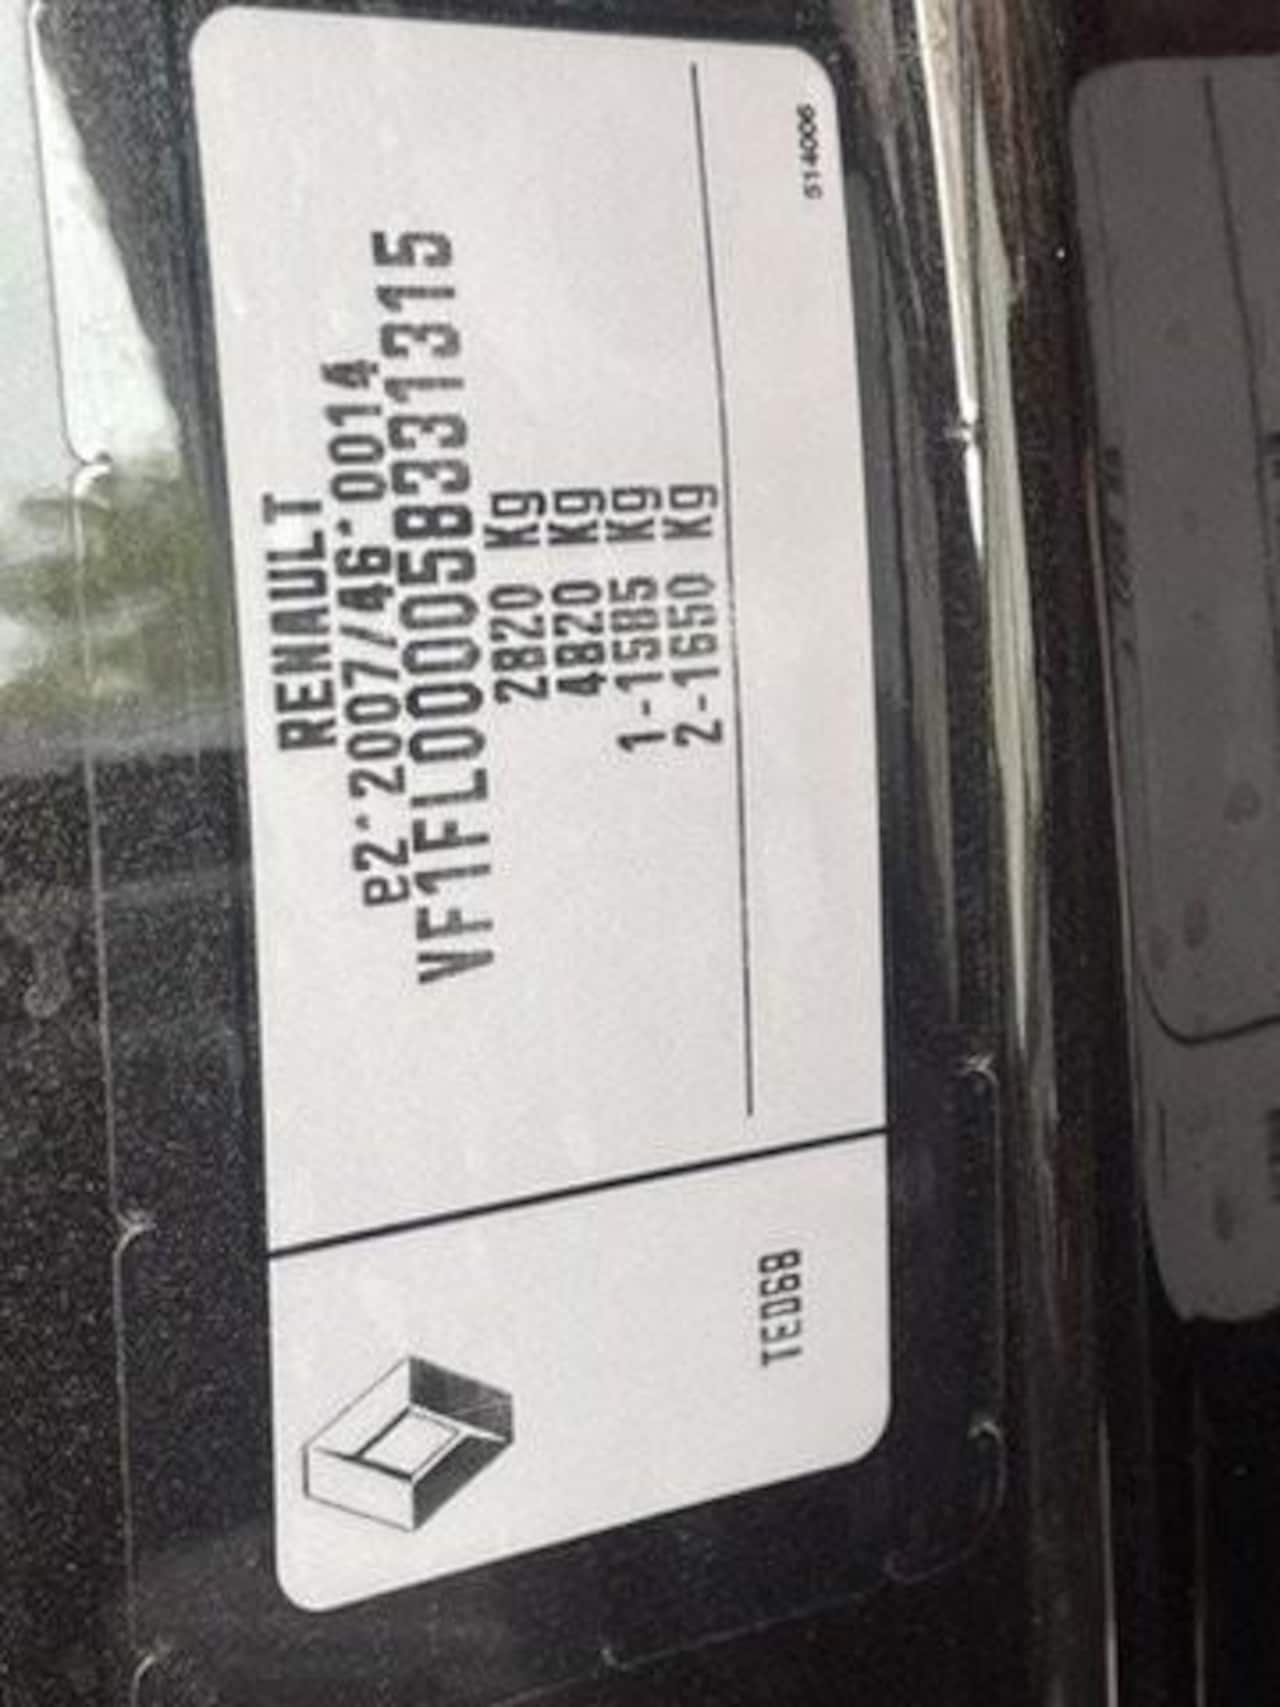 RENAULT
e2*2007/46*0014
VF1FL000058331315
2820 Kg
4820 Kg
1-1585 Kg
2-1650 Kg
514006
TED68